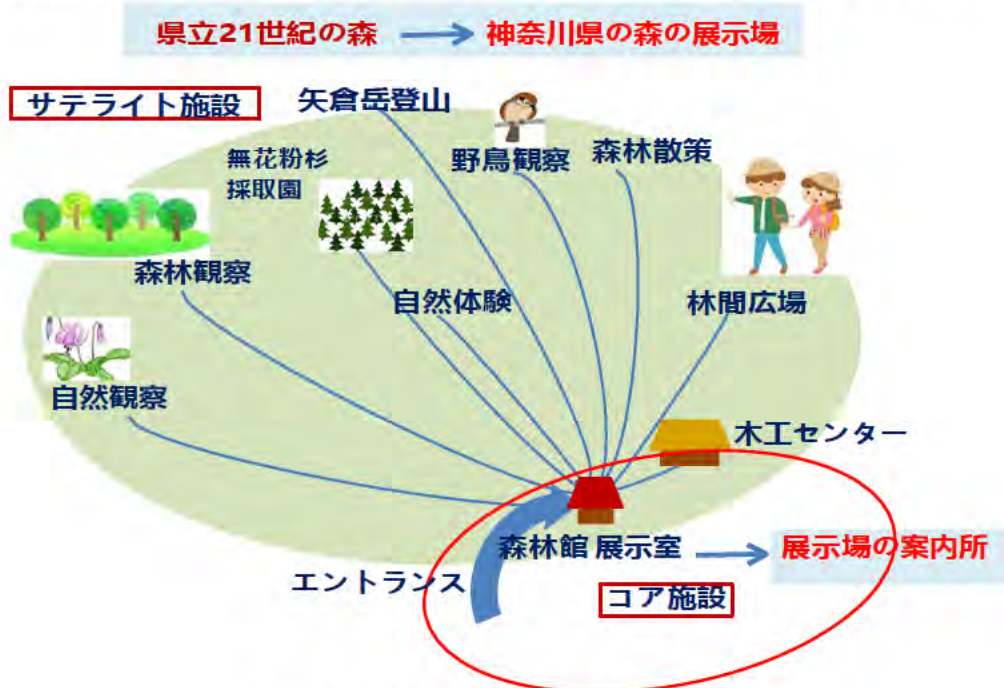 県立21世紀の森 → 神奈川県の森の展示場
サテライト施設
矢倉岳登山
野鳥観察
森林散策
無花粉杉
採取園
森林観察
自然体験
林間広場
自然観察
木工センター
森林館 展示室 → 展示場の案内所
エントランス
コア施設